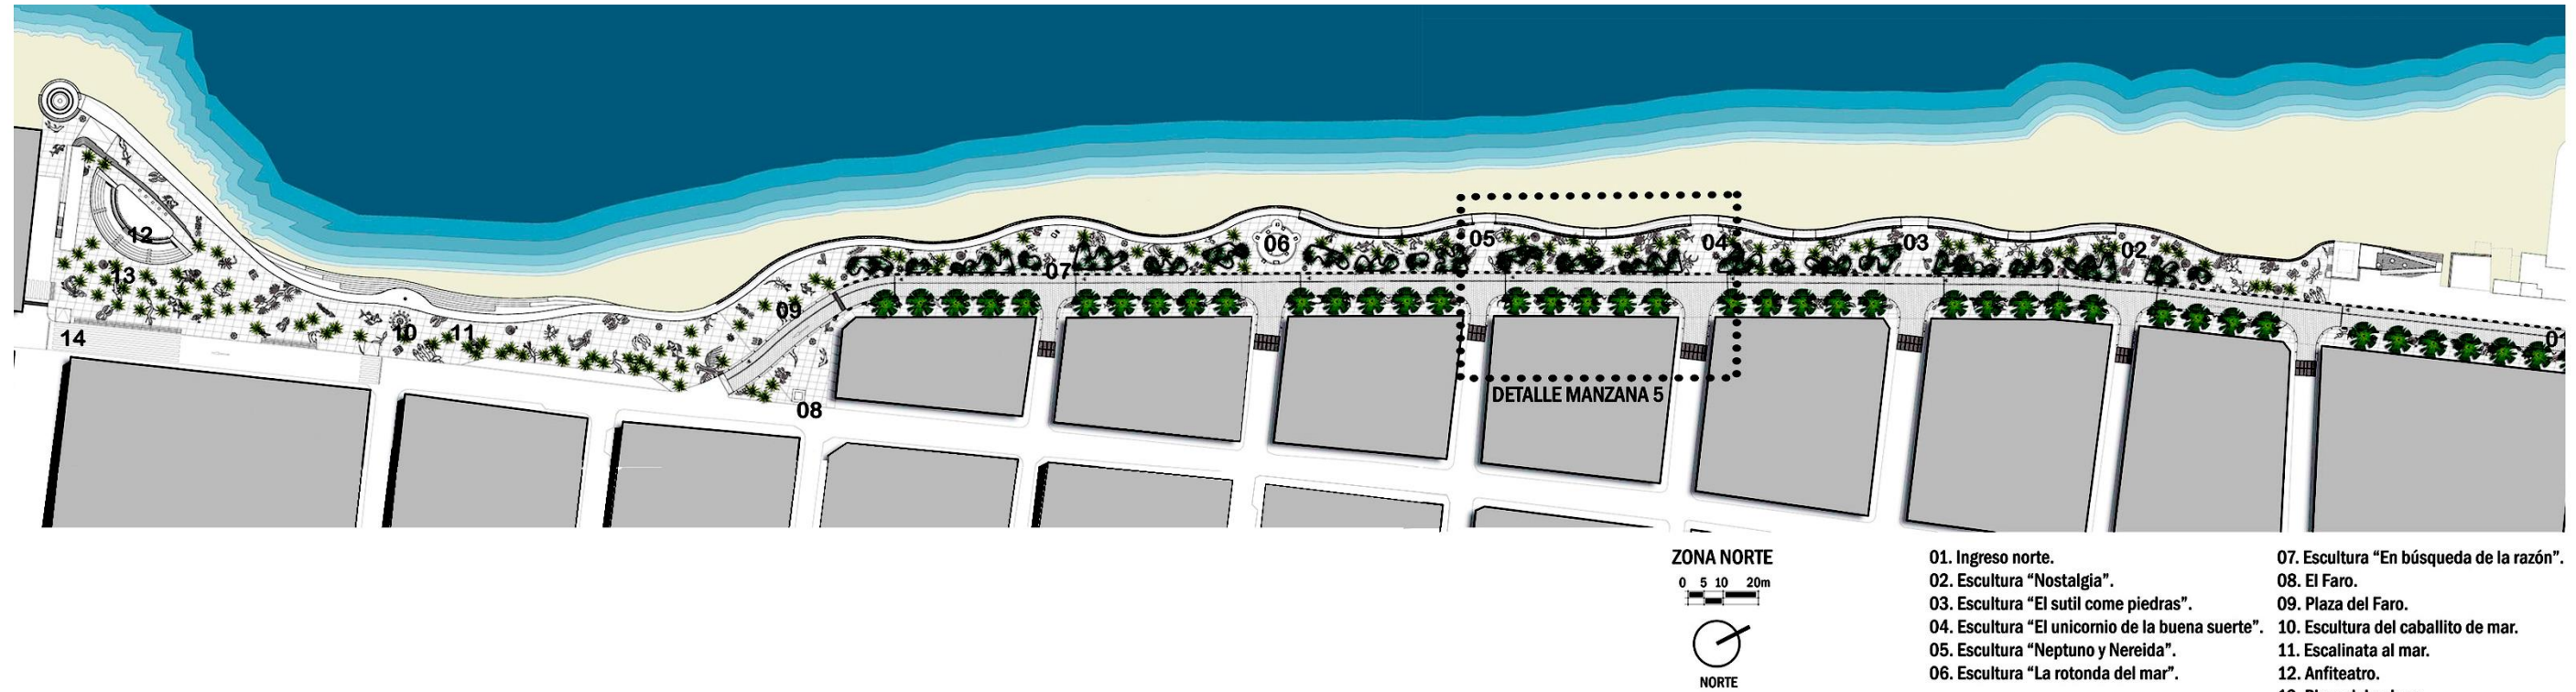 06
05
04
03
02
07
12
13
09
10
11
14
08
DETALLE MANZANA 5
ZONA NORTE
0 5 10 20m
NORTE
01. Ingreso norte.
02. Escultura “Nostalgia”.
03. Escultura “El sutil come piedras”.
04. Escultura “El unicornio de la buena suerte”.
05. Escultura “Neptuno y Nereida”.
06. Escultura “La rotonda del mar”.
07. Escultura “En búsqueda de la razón”.
08. El Faro.
09. Plaza del Faro.
10. Escultura del caballito de mar.
11. Escalinata al mar.
12. Anfiteatro.